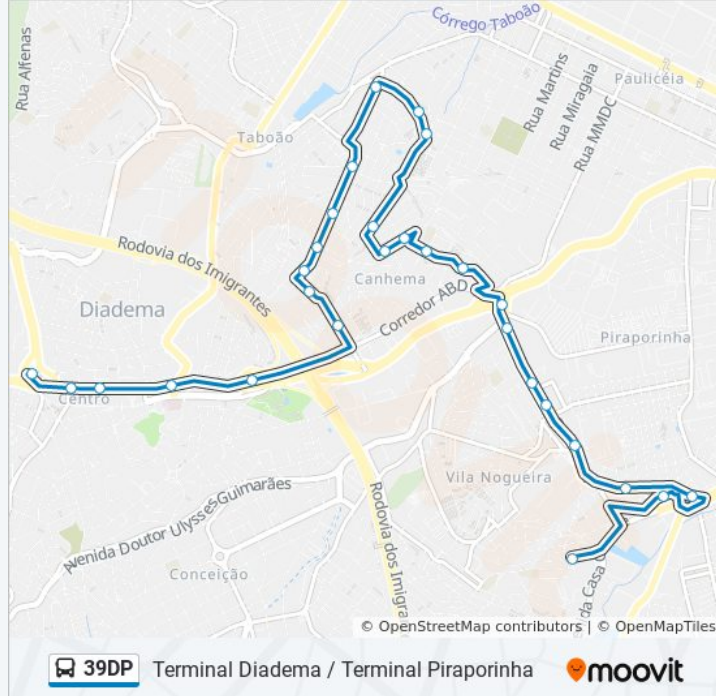 Córrego Taboão
Rua Alfenas
Rua Martins
Rua Miragaia
Rua MMDC
Paulicéia
Taboão
Rodovia dos Imigrantes
Canhema
Corredor ABD
Diadema
Piraporinha
Centro
Vila Nogueira
Avenida Doutor Ulysses Guimarães
Rodovia dos Imigra
Conceição
da Casa
© OpenStreetMap contributors | © OpenMapTiles
39DP
Terminal Diadema / Terminal Piraporinha
moovit